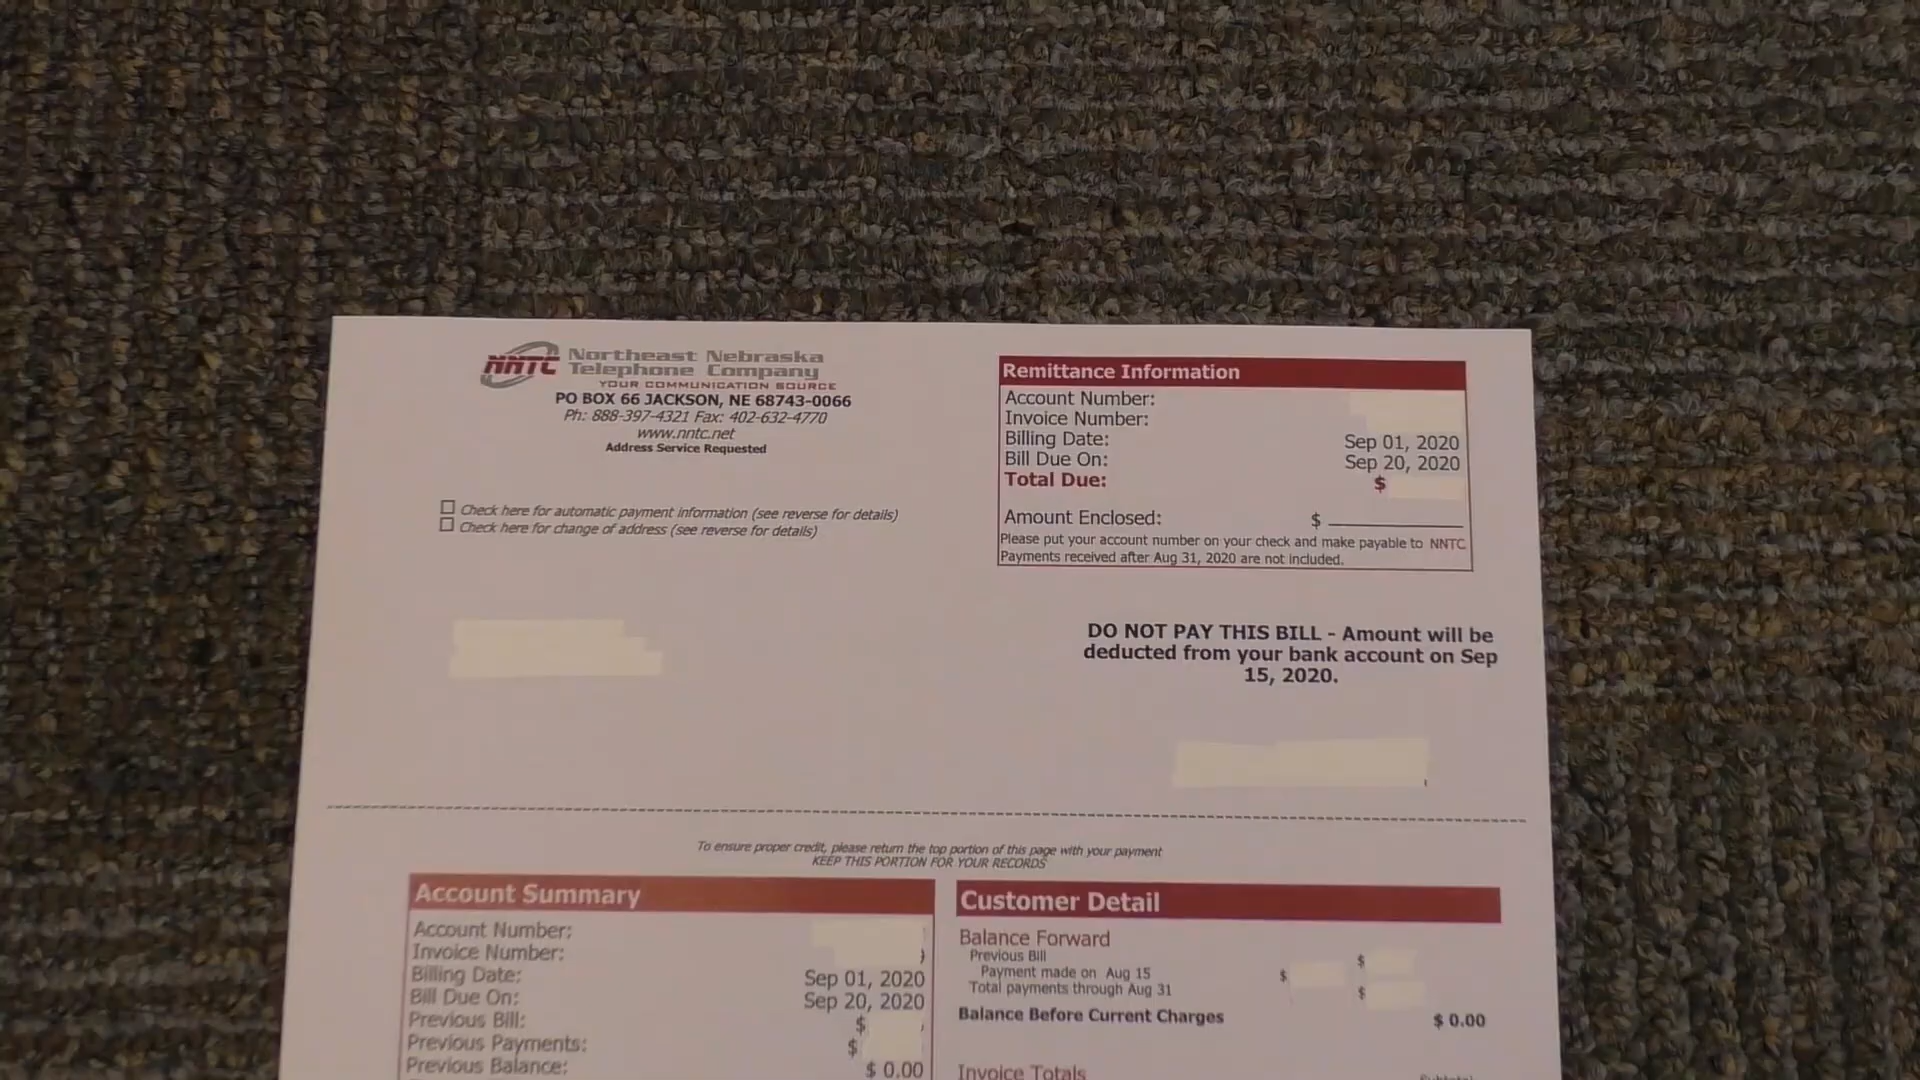 NNTC Northeast Nebraska
Telephone Company
YOUR COMMUNICATION SOURCE
PO BOX 66 JACKSON, NE 68743-0066
Ph: 888-397-4321 Fax: 402-632-4770
www.nntc.net
Address Service Requested
☐ Check here for automatic payment information (see reverse for details)
☐ Check here for change of address (see reverse for details)
Remittance Information
Account Number:
Invoice Number:
Billing Date: Sep 01, 2020
Bill Due On: Sep 20, 2020
Total Due: $
Amount Enclosed: $
Please put your account number on your check and make payable to NNTC
Payments received after Aug 31, 2020 are not included.
DO NOT PAY THIS BILL - Amount will be
deducted from your bank account on Sep
15, 2020.
To ensure proper credit, please return the top portion of this page with your payment
KEEP THIS PORTION FOR YOUR RECORDS
Account Summary
Account Number:
Invoice Number:
Billing Date: Sep 01, 2020
Bill Due On: Sep 20, 2020
Previous Bill: $
Previous Payments: $
Previous Balance: $ 0.00
Customer Detail
Balance Forward
Previous Bill $
Payment made on Aug 15 $
Total payments through Aug 31 $
Balance Before Current Charges $ 0.00
Invoice Totals